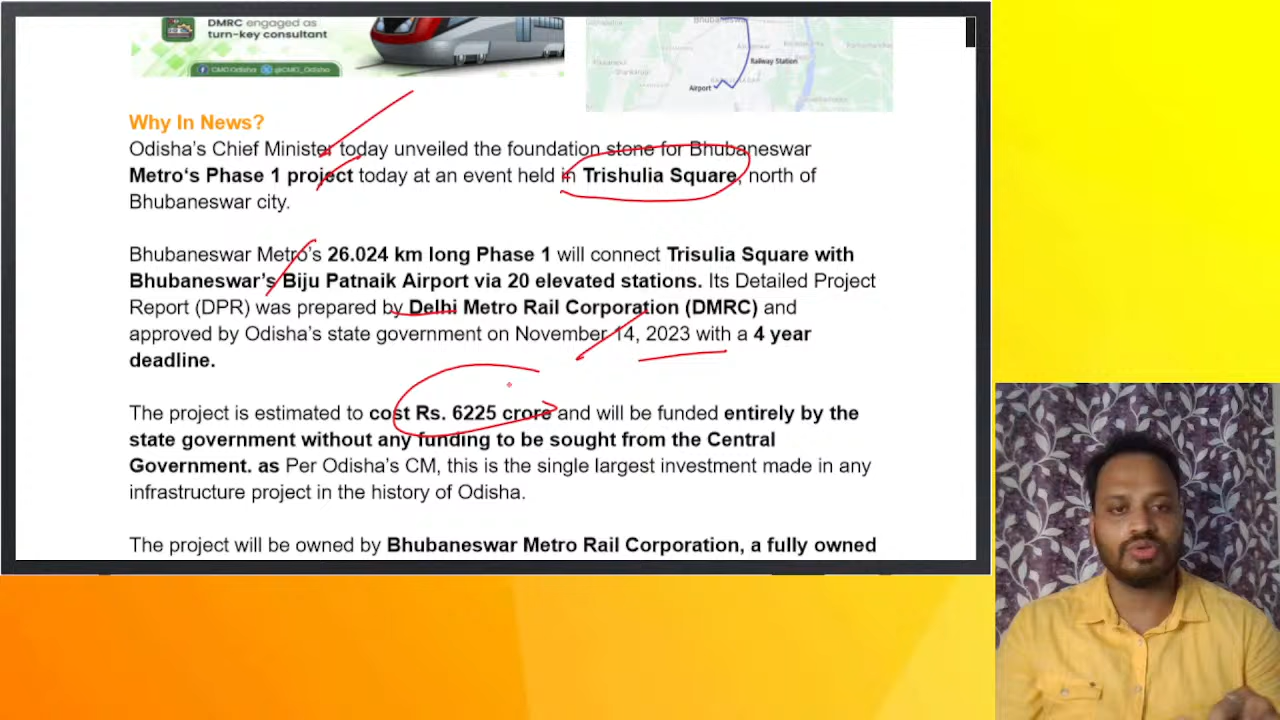 DMRC engaged as
turn-key consultant
CMO Odisha @CMO_Odisha
Bhubaneswar
Railway Station
Airport
Why In News?
Odisha’s Chief Minister today unveiled the foundation stone for Bhubaneswar
Metro‘s Phase 1 project today at an event held in Trishulia Square, north of
Bhubaneswar city.
Bhubaneswar Metro’s 26.024 km long Phase 1 will connect Trisulia Square with
Bhubaneswar’s Biju Patnaik Airport via 20 elevated stations. Its Detailed Project
Report (DPR) was prepared by Delhi Metro Rail Corporation (DMRC) and
approved by Odisha’s state government on November 14, 2023 with a 4 year
deadline.
The project is estimated to cost Rs. 6225 crore and will be funded entirely by the
state government without any funding to be sought from the Central
Government. as Per Odisha’s CM, this is the single largest investment made in any
infrastructure project in the history of Odisha.
The project will be owned by Bhubaneswar Metro Rail Corporation, a fully owned